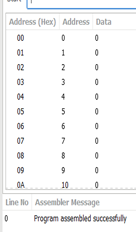 Address (Hex) Address Data
00 0 0
01 1 0
02 2 0
03 3 0
04 4 0
05 5 0
06 6 0
07 7 0
08 8 0
09 9 0
0A 10 0
Line No Assembler Message
0 Program assembled successfully